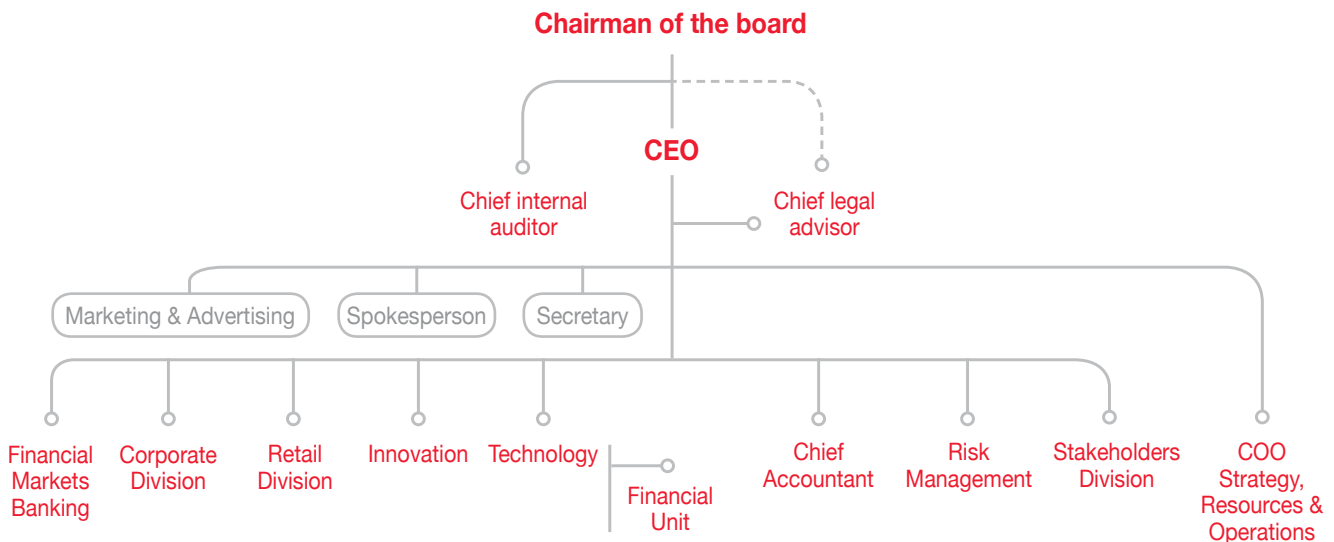 Chairman of the board
CEO
Chief internal
auditor
Chief legal
advisor
Marketing & Advertising
Spokesperson
Secretary
Financial
Markets
Banking
Corporate
Division
Retail
Division
Innovation
Technology
Financial
Unit
Chief
Accountant
Risk
Management
Stakeholders
Division
COO
Strategy,
Resources &
Operations